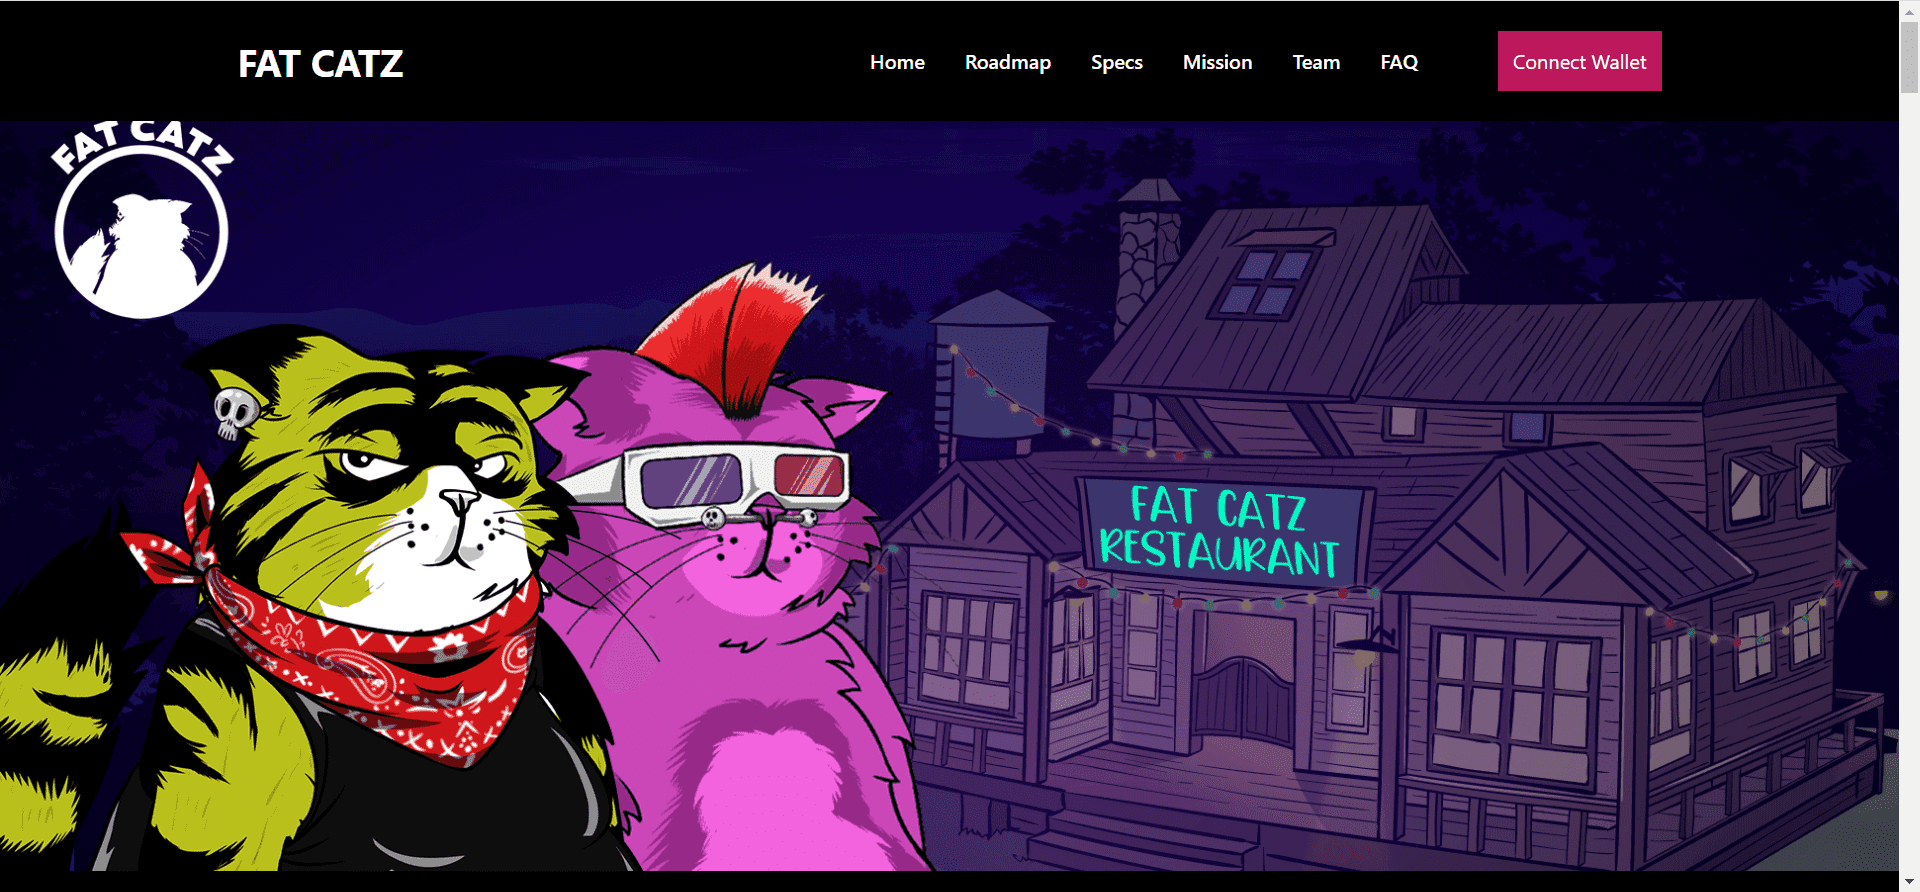 FAT CATZ
Home Roadmap Specs Mission Team FAQ Connect Wallet
FAT CATZ
FAT CATZ
RESTAURANT